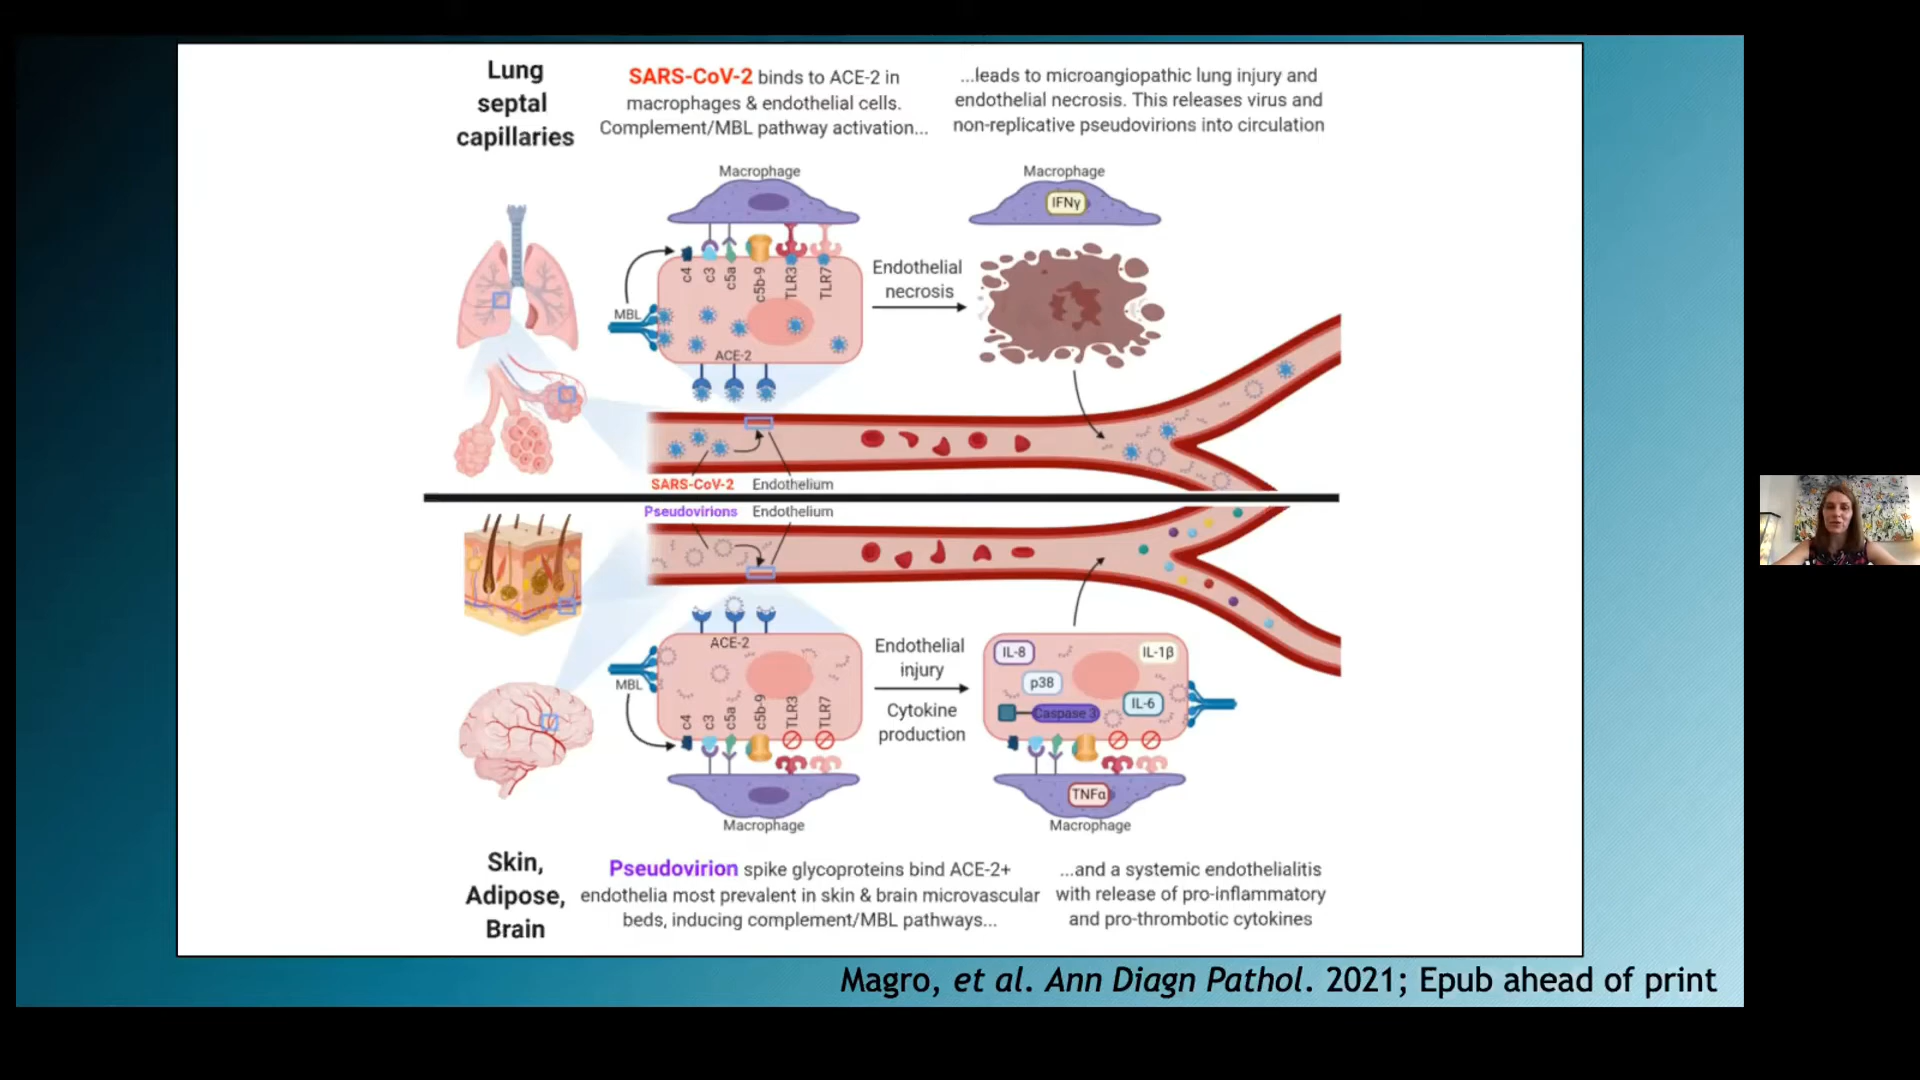 Lung
septal
capillaries
SARS-CoV-2 binds to ACE-2 in
macrophages & endothelial cells.
Complement/MBL pathway activation...
...leads to microangiopathic lung injury and
endothelial necrosis. This releases virus and
non-replicative pseudovirions into circulation
Macrophage
Macrophage
IFNγ
c4
c3
c5a
c5b-9
TLR3
TLR7
MBL
ACE-2
Endothelial
necrosis
SARS-CoV-2
Endothelium
Pseudovirions
Endothelium
ACE-2
MBL
c4
c3
c5a
c5b-9
TLR3
TLR7
Endothelial
injury
Cytokine
production
IL-8
IL-1β
p38
IL-6
Caspase 3
TNFα
Macrophage
Macrophage
Skin,
Adipose,
Brain
Pseudovirion spike glycoproteins bind ACE-2+
endothelia most prevalent in skin & brain microvascular
beds, inducing complement/MBL pathways...
...and a systemic endothelialitis
with release of pro-inflammatory
and pro-thrombotic cytokines
Magro, et al. Ann Diagn Pathol. 2021; Epub ahead of print